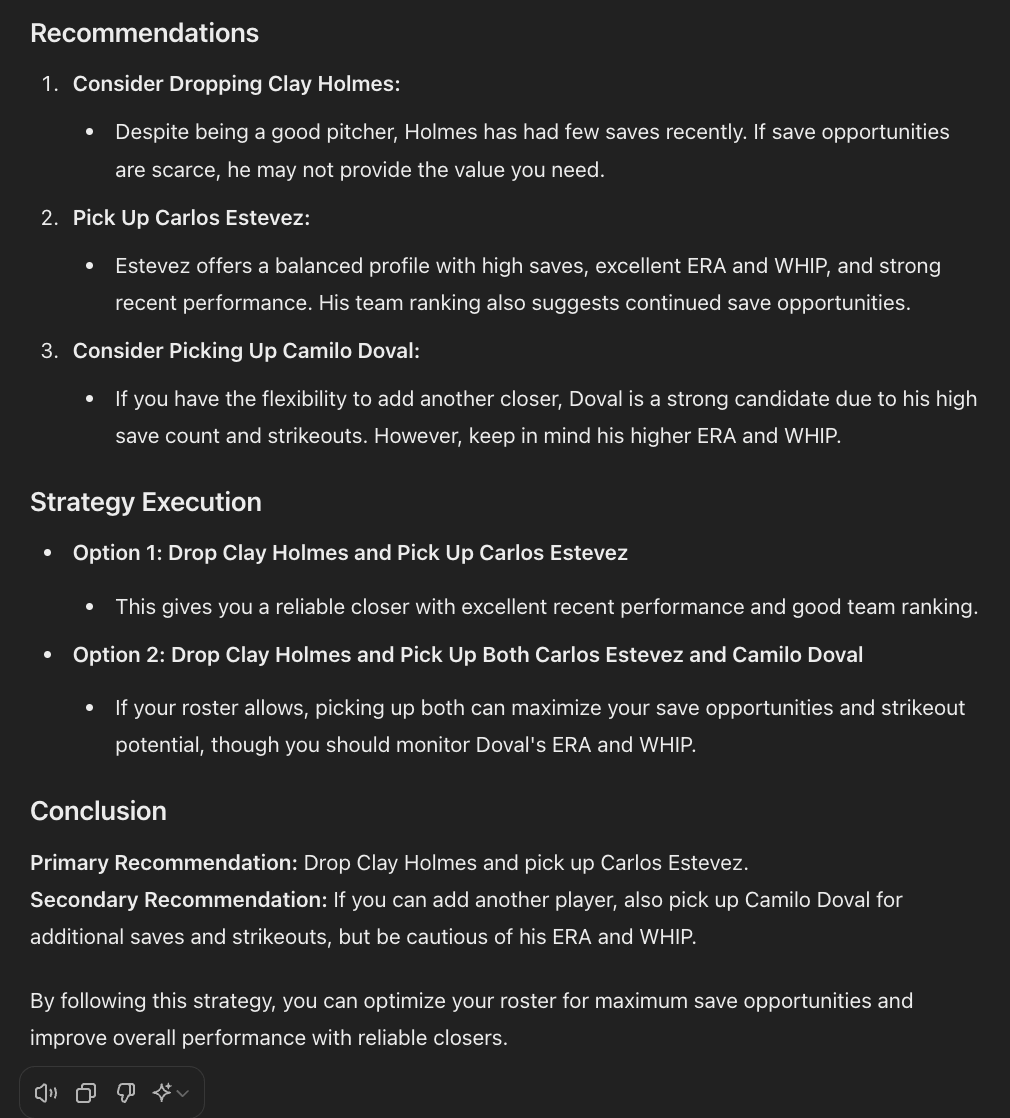 Recommendations
1. Consider Dropping Clay Holmes:
• Despite being a good pitcher, Holmes has had few saves recently. If save opportunities
are scarce, he may not provide the value you need.
2. Pick Up Carlos Estevez:
• Estevez offers a balanced profile with high saves, excellent ERA and WHIP, and strong
recent performance. His team ranking also suggests continued save opportunities.
3. Consider Picking Up Camilo Doval:
• If you have the flexibility to add another closer, Doval is a strong candidate due to his high
save count and strikeouts. However, keep in mind his higher ERA and WHIP.
Strategy Execution
• Option 1: Drop Clay Holmes and Pick Up Carlos Estevez
• This gives you a reliable closer with excellent recent performance and good team ranking.
• Option 2: Drop Clay Holmes and Pick Up Both Carlos Estevez and Camilo Doval
• If your roster allows, picking up both can maximize your save opportunities and strikeout
potential, though you should monitor Doval's ERA and WHIP.
Conclusion
Primary Recommendation: Drop Clay Holmes and pick up Carlos Estevez.
Secondary Recommendation: If you can add another player, also pick up Camilo Doval for
additional saves and strikeouts, but be cautious of his ERA and WHIP.
By following this strategy, you can optimize your roster for maximum save opportunities and
improve overall performance with reliable closers.